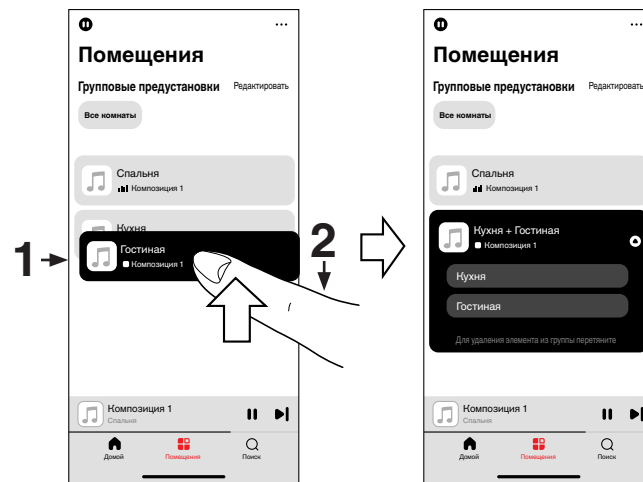 Помещения
Групповые предустановки Редактировать
Все комнаты
Спальня
Композиция 1
Кухня
Гостиная
Композиция 1
1
2
Композиция 1
Спальня
Домой Помещения Поиск
Помещения
Групповые предустановки Редактировать
Все комнаты
Спальня
Композиция 1
Кухня + Гостиная
Композиция 1
Кухня
Гостиная
Для удаления элемента из группы перетяните
Композиция 1
Спальня
Домой Помещения Поиск